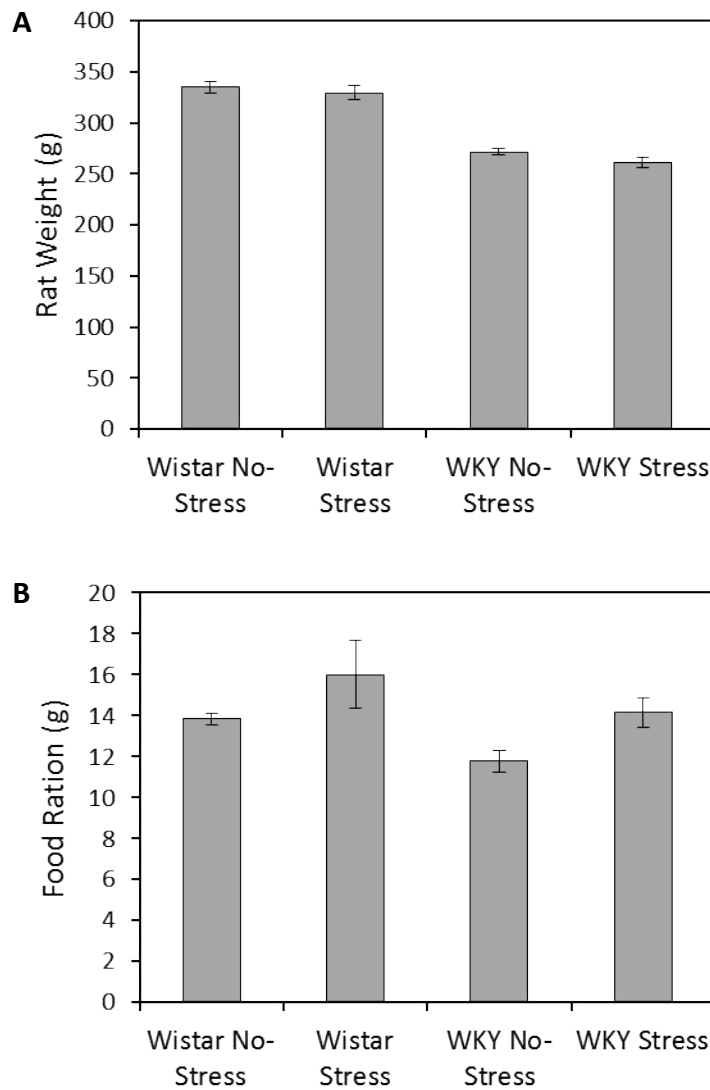 A
400
350
300
250
200
150
100
50
0
Rat Weight (g)
Wistar No-
Stress
Wistar
Stress
WKY No-
Stress
WKY Stress
B
20
18
16
14
12
10
8
6
4
2
0
Food Ration (g)
Wistar No-
Stress
Wistar
Stress
WKY No-
Stress
WKY Stress